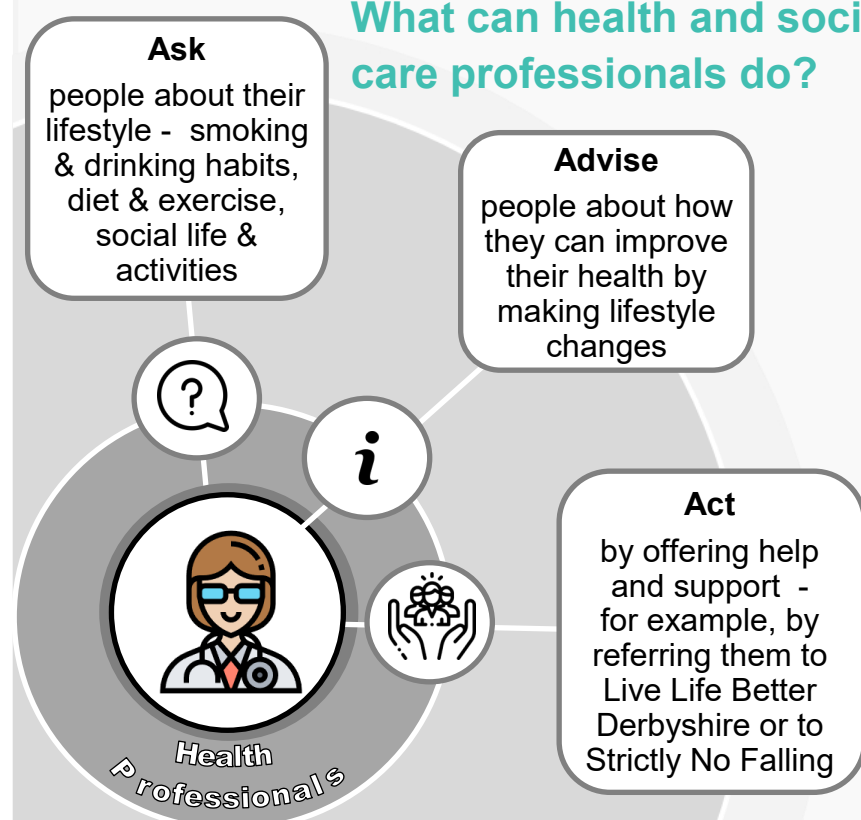 What can health and soci
care professionals do?
Ask
people about their
lifestyle -  smoking
& drinking habits,
diet & exercise,
social life &
activities
Advise
people about how
they can improve
their health by
making lifestyle
changes
?
i
Act
by offering help
and support  -
for example, by
referring them to
Live Life Better
Derbyshire or to
Strictly No Falling
Health
Professionals